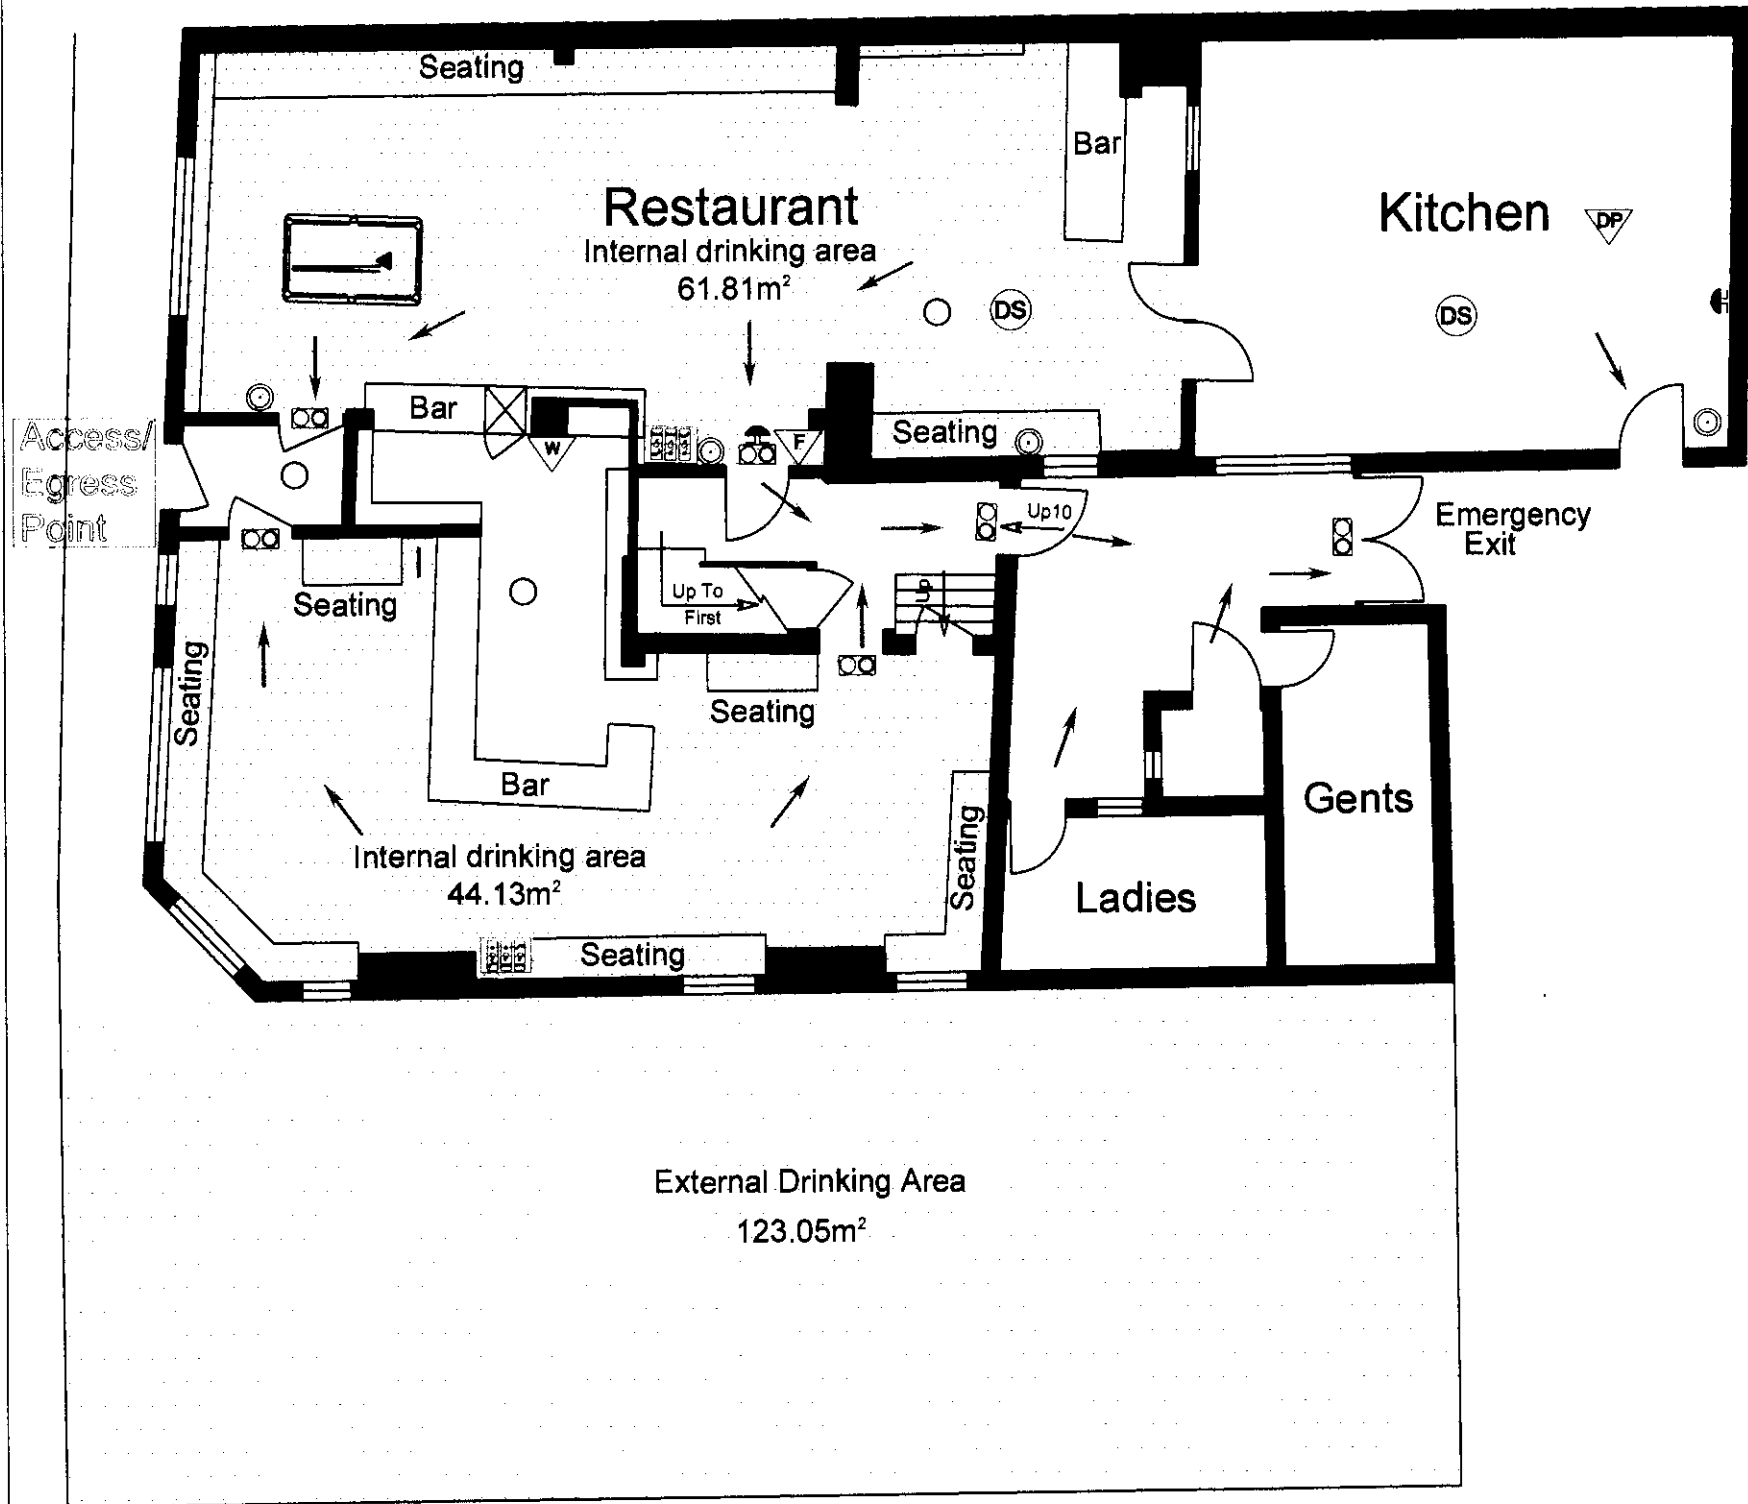 Seating
Bar
Restaurant
Internal drinking area
61.81m²
Kitchen
DP
DS
DS
Bar
Seating
W
F
Access/
Egress
Point
Up10
Emergency
Exit
Up To
First
Up
Seating
Seating
Seating
Bar
Seating
Gents
Internal drinking area
44.13m²
Ladies
Seating
External Drinking Area
123.05m²